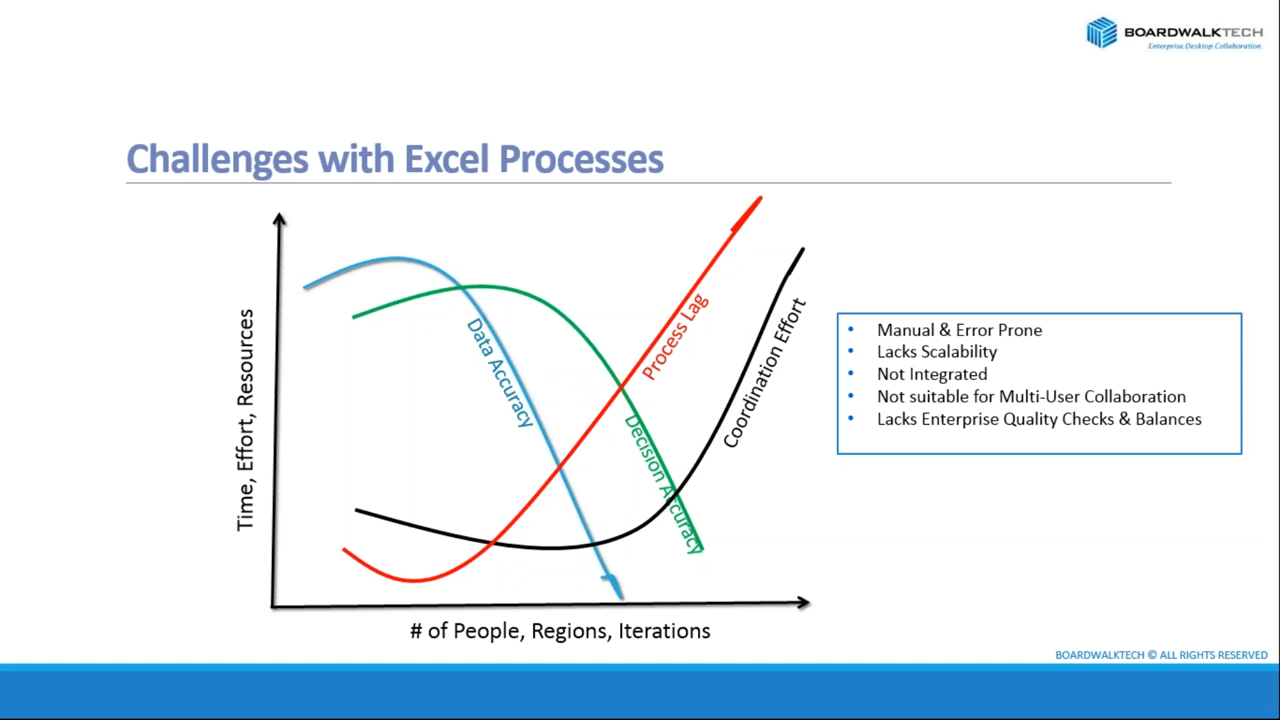 BOARDWALKTECH
Enterprise.Desktop.Collaboration.
Challenges with Excel Processes
Time, Effort, Resources
Data Accuracy
Decision Accuracy
Process Lag
Coordination Effort
• Manual & Error Prone
• Lacks Scalability
• Not Integrated
• Not suitable for Multi-User Collaboration
• Lacks Enterprise Quality Checks & Balances
# of People, Regions, Iterations
BOARDWALKTECH © ALL RIGHTS RESERVED